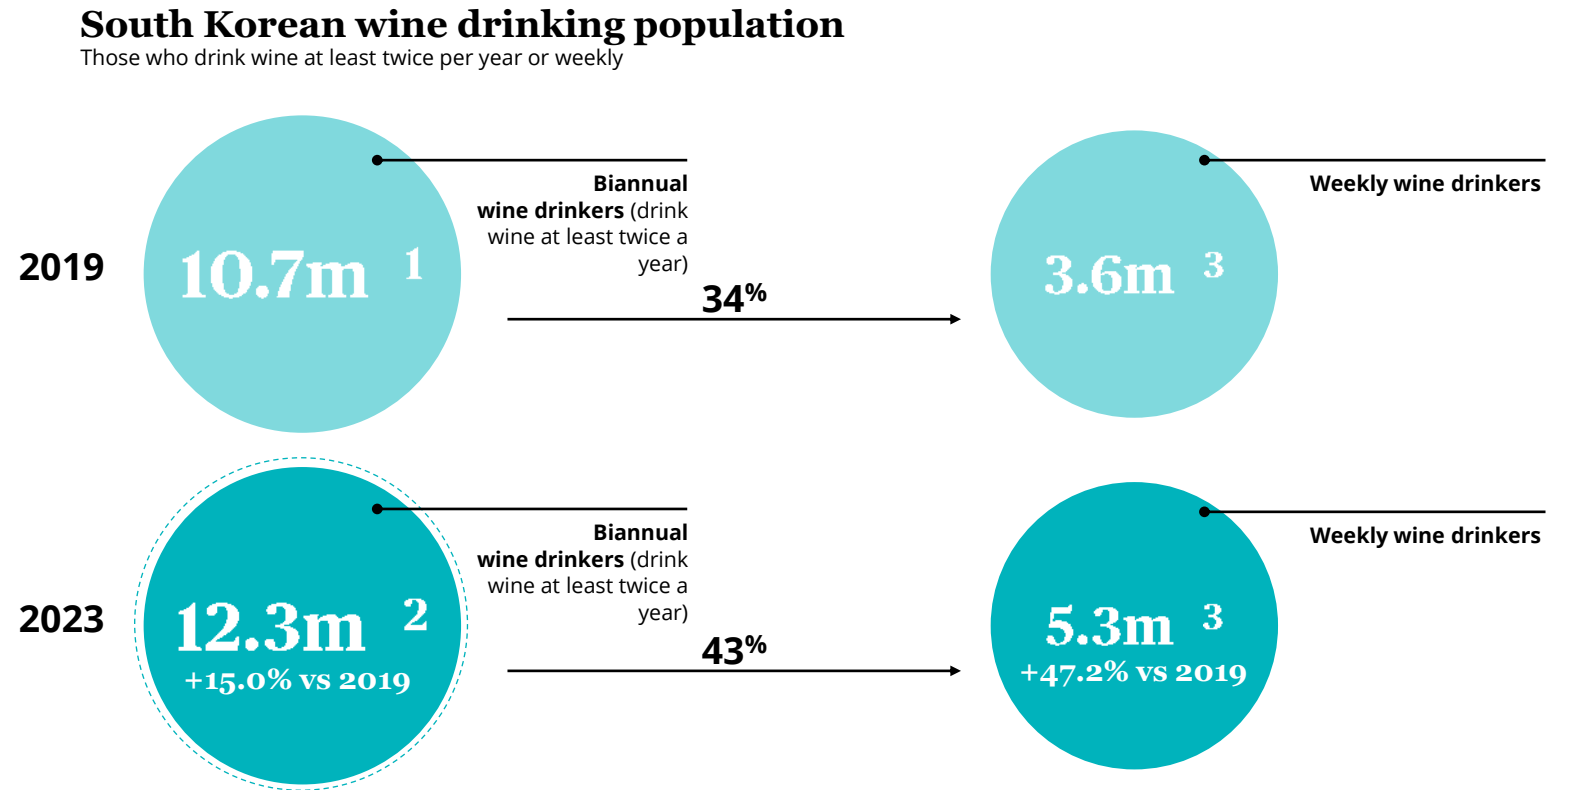 South Korean wine drinking population
Those who drink wine at least twice per year or weekly
2019
10.7m 1
Biannual
wine drinkers (drink
wine at least twice a
year)
34%
3.6m 3
Weekly wine drinkers
2023
12.3m 2
+15.0% vs 2019
Biannual
wine drinkers (drink
wine at least twice a
year)
43%
5.3m 3
+47.2% vs 2019
Weekly wine drinkers